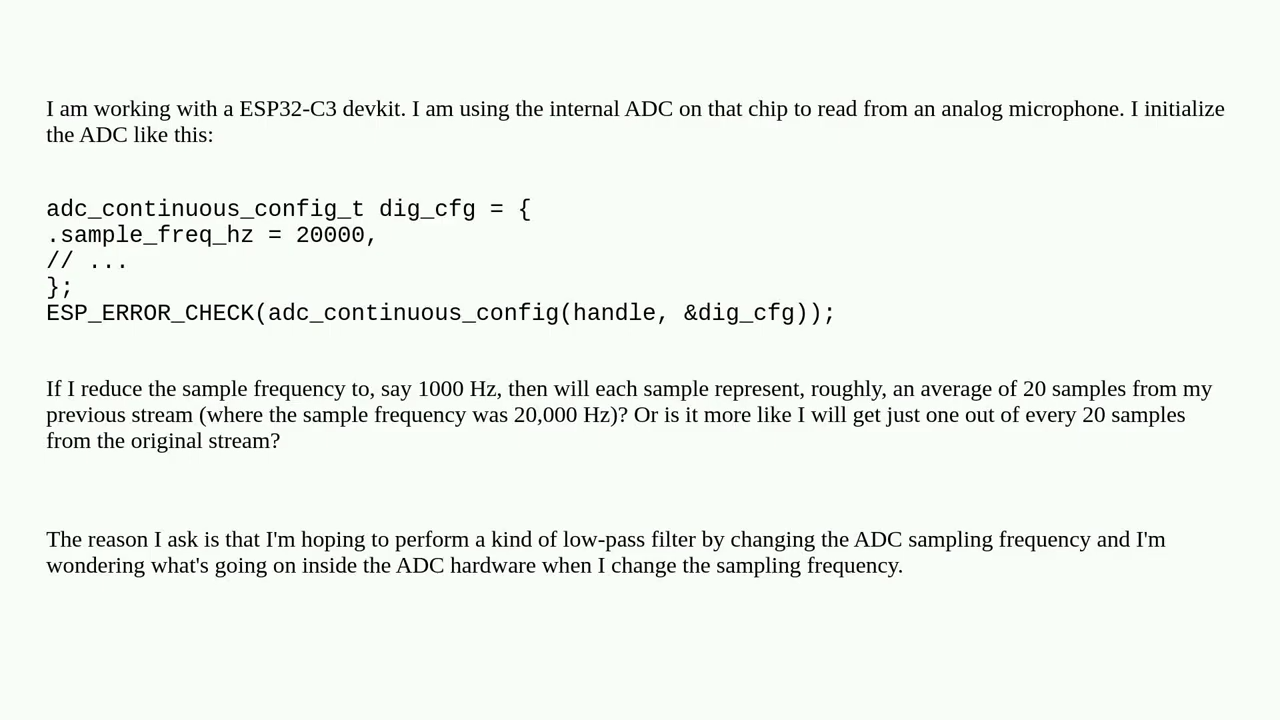 I am working with a ESP32-C3 devkit. I am using the internal ADC on that chip to read from an analog microphone. I initialize
the ADC like this:
adc_continuous_config_t dig_cfg = {
.sample_freq_hz = 20000,
// ...
};
ESP_ERROR_CHECK(adc_continuous_config(handle, &dig_cfg));
If I reduce the sample frequency to, say 1000 Hz, then will each sample represent, roughly, an average of 20 samples from my
previous stream (where the sample frequency was 20,000 Hz)? Or is it more like I will get just one out of every 20 samples
from the original stream?
The reason I ask is that I'm hoping to perform a kind of low-pass filter by changing the ADC sampling frequency and I'm
wondering what's going on inside the ADC hardware when I change the sampling frequency.